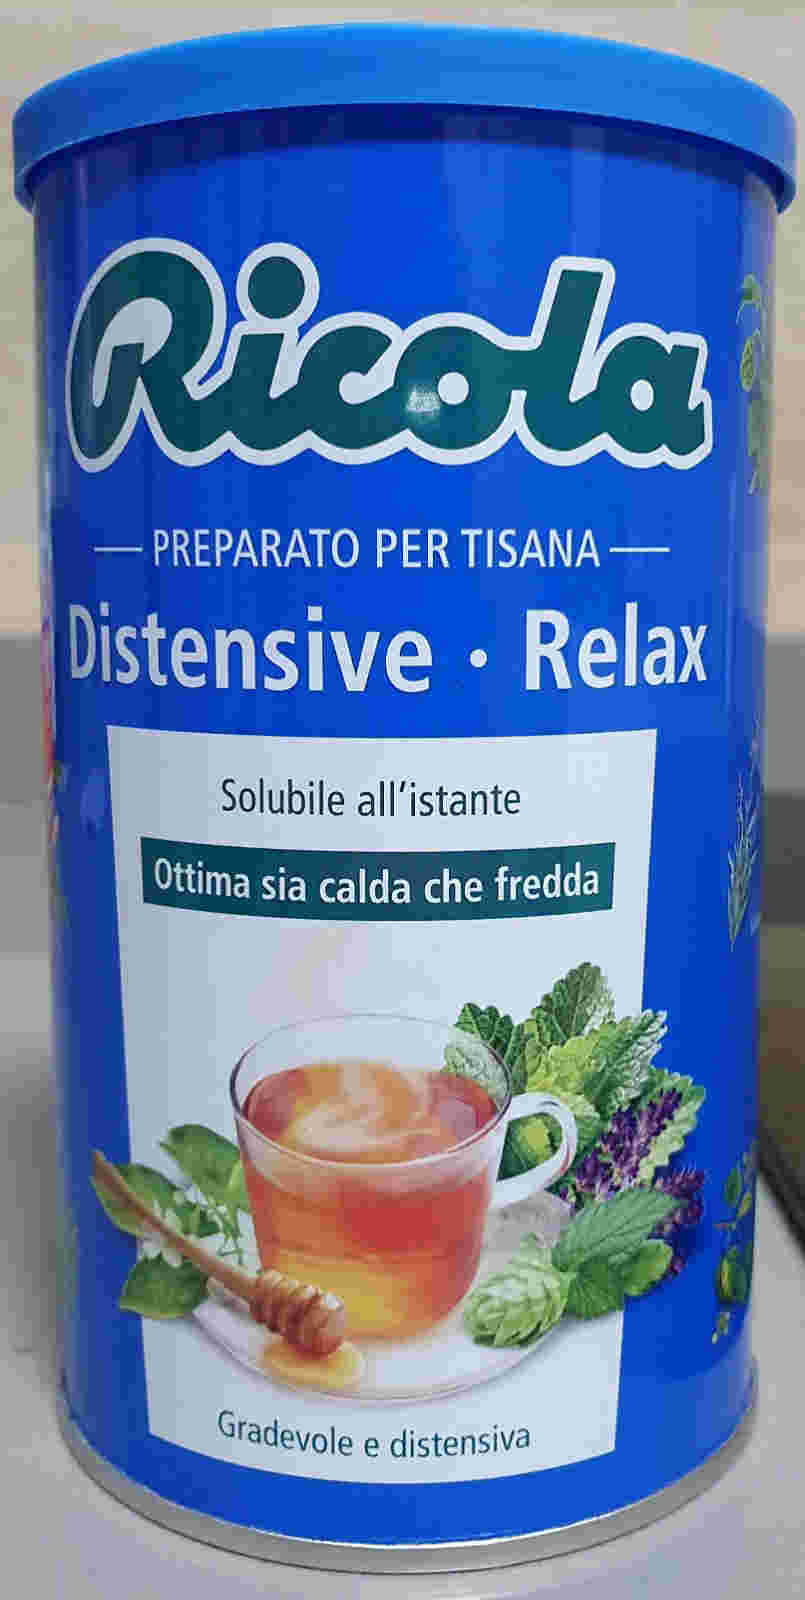 Ricola
PREPARATO PER TISANA
Distensive · Relax
Solubile all'istante
Ottima sia calda che fredda
Gradevole e distensiva